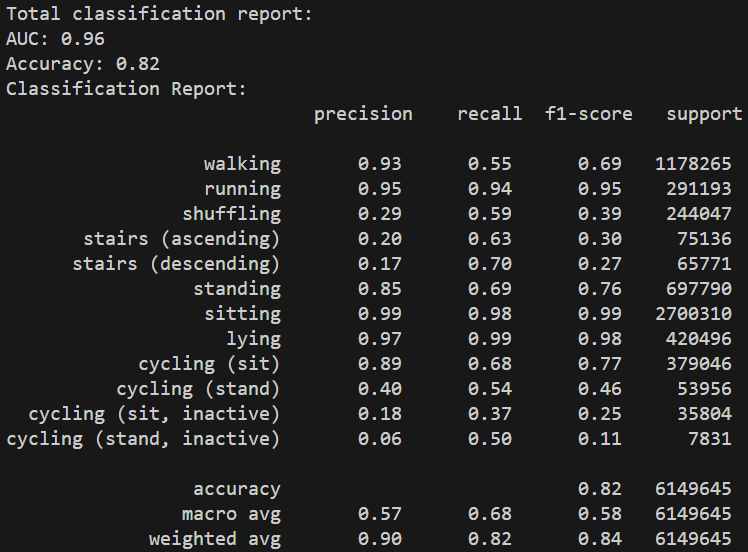 Total classification report:
AUC: 0.96
Accuracy: 0.82
Classification Report:
precision recall f1-score support
walking 0.93 0.55 0.69 1178265
running 0.95 0.94 0.95 291193
shuffling 0.29 0.59 0.39 244047
stairs (ascending) 0.20 0.63 0.30 75136
stairs (descending) 0.17 0.70 0.27 65771
standing 0.85 0.69 0.76 697790
sitting 0.99 0.98 0.99 2700310
lying 0.97 0.99 0.98 420496
cycling (sit) 0.89 0.68 0.77 379046
cycling (stand) 0.40 0.54 0.46 53956
cycling (sit, inactive) 0.18 0.37 0.25 35804
cycling (stand, inactive) 0.06 0.50 0.11 7831
accuracy 0.82 6149645
macro avg 0.57 0.68 0.58 6149645
weighted avg 0.90 0.82 0.84 6149645